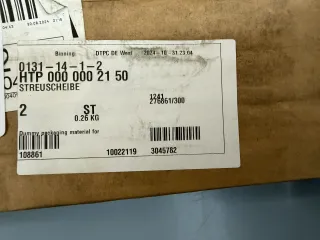 Binning DTPC DE West 2024-10 31 23:04
0131-14-1-2
HTP 000 000 21 50
STREUSCHEIBE
2 ST
0.26 KG
1241
276861/300
Dummy packaging material for
108861 10022119 3045782